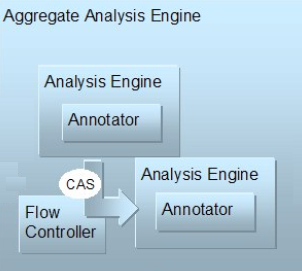 Aggregate Analysis Engine
Analysis Engine
Annotator
CAS
Analysis Engine
Annotator
Flow
Controller